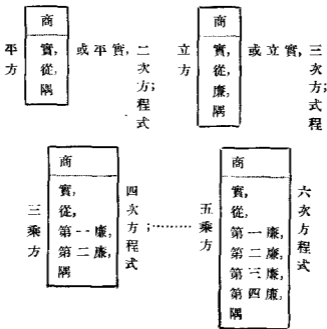 平方
商
實,
從,
隅
或平實,
二次方程式;
立方
商
實,
從,
廉,
隅
或立實,
三次方程式;
三乘方
商
實,
從,
第一廉,
第二廉,
隅
四次方程式;………
五乘方
商
實,
從,
第一廉,
第二廉,
第三廉,
第四廉,
隅
六次方程式